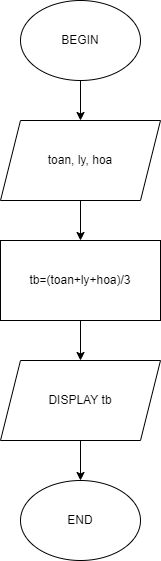 BEGIN
toan, ly, hoa
tb=(toan+ly+hoa)/3
DISPLAY tb
END